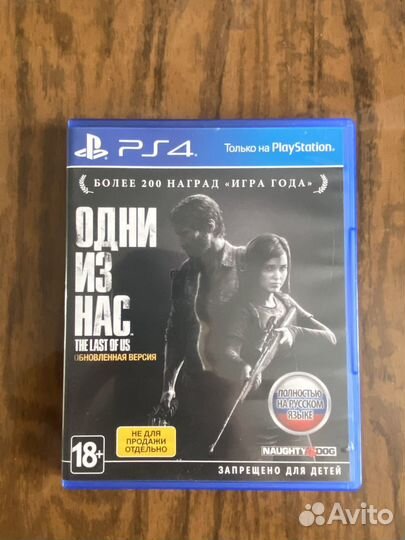 PS4
Только на PlayStation.
БОЛЕЕ 200 НАГРАД «ИГРА ГОДА»
ОДНИ
ИЗ
НАС
THE LAST OF US
ОБНОВЛЕННАЯ ВЕРСИЯ
ПОЛНОСТЬЮ
НА РУССКОМ
ЯЗЫКЕ
НЕ ДЛЯ
ПРОДАЖИ
ОТДЕЛЬНО
NAUGHTY DOG
18+
ЗАПРЕЩЕНО ДЛЯ ДЕТЕЙ
Avito